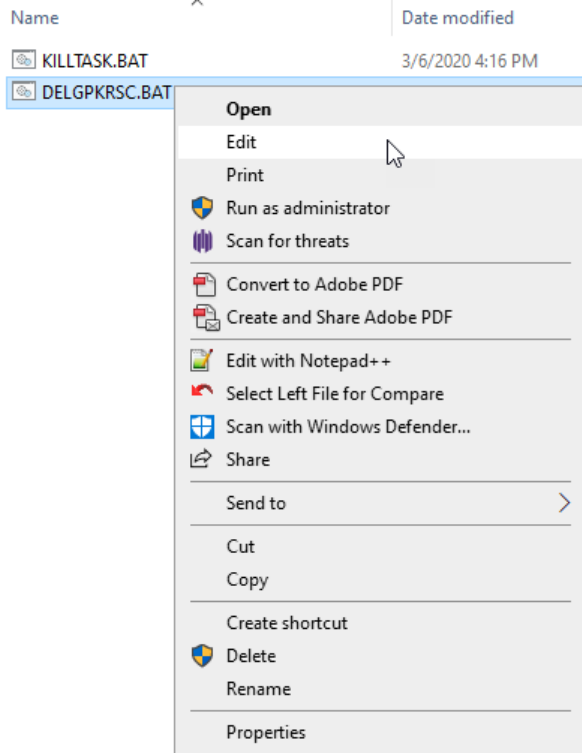 Name Date modified
KILLTASK.BAT 3/6/2020 4:16 PM
DELGPKRSC.BAT
Open
Edit
Print
Run as administrator
Scan for threats
Convert to Adobe PDF
Create and Share Adobe PDF
Edit with Notepad++
Select Left File for Compare
Scan with Windows Defender...
Share
Send to
Cut
Copy
Create shortcut
Delete
Rename
Properties